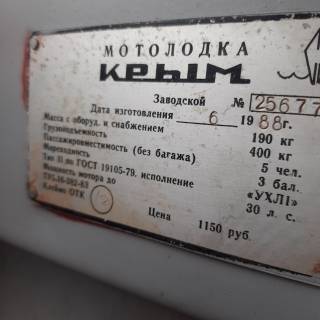 МОТОЛОДКА
КРЫМ
Заводской № 25677
Дата изготовления 6 1988г.
Масса с оборуд. и снабжением 190 кг
Грузоподъемность 400 кг
Пассажировместимость (без багажа) 5 чел.
Мореходность 3 бал.
Тип II по ГОСТ 19105-79. исполнение «УХЛ1»
Мощность мотора до 30 л. с.
Клеймо ОТК Цена 1150 руб.